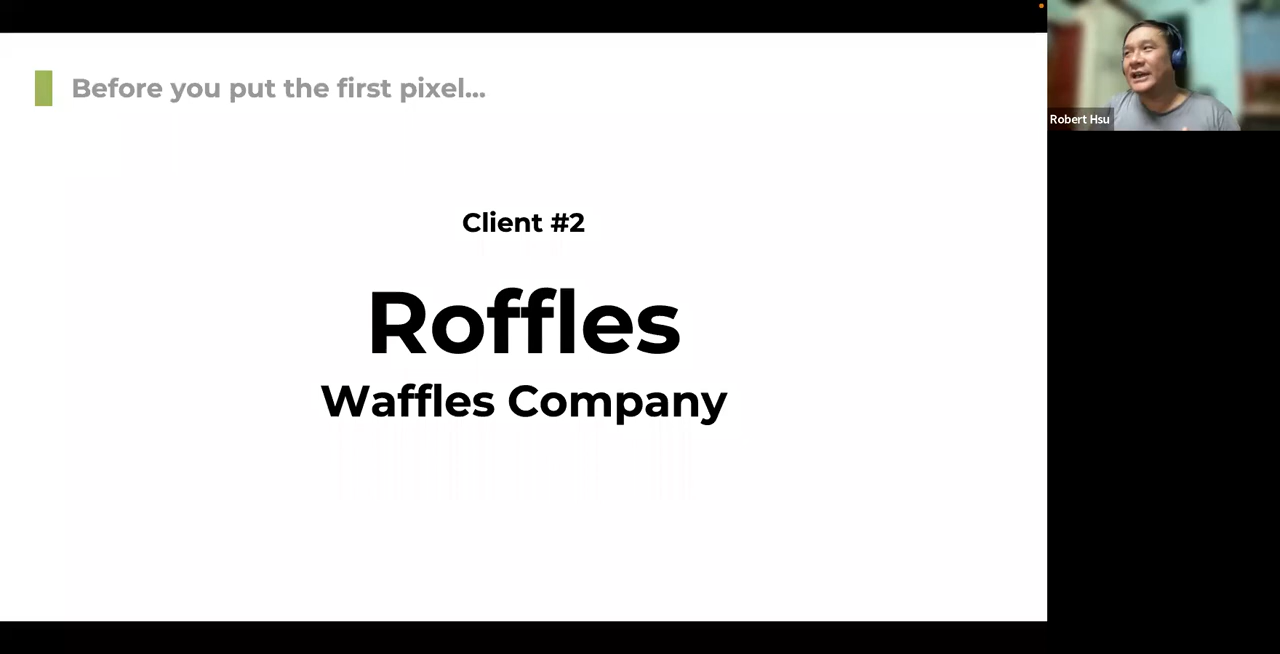 Before you put the first pixel...
Client #2
Roffles
Waffles Company
Robert Hsu